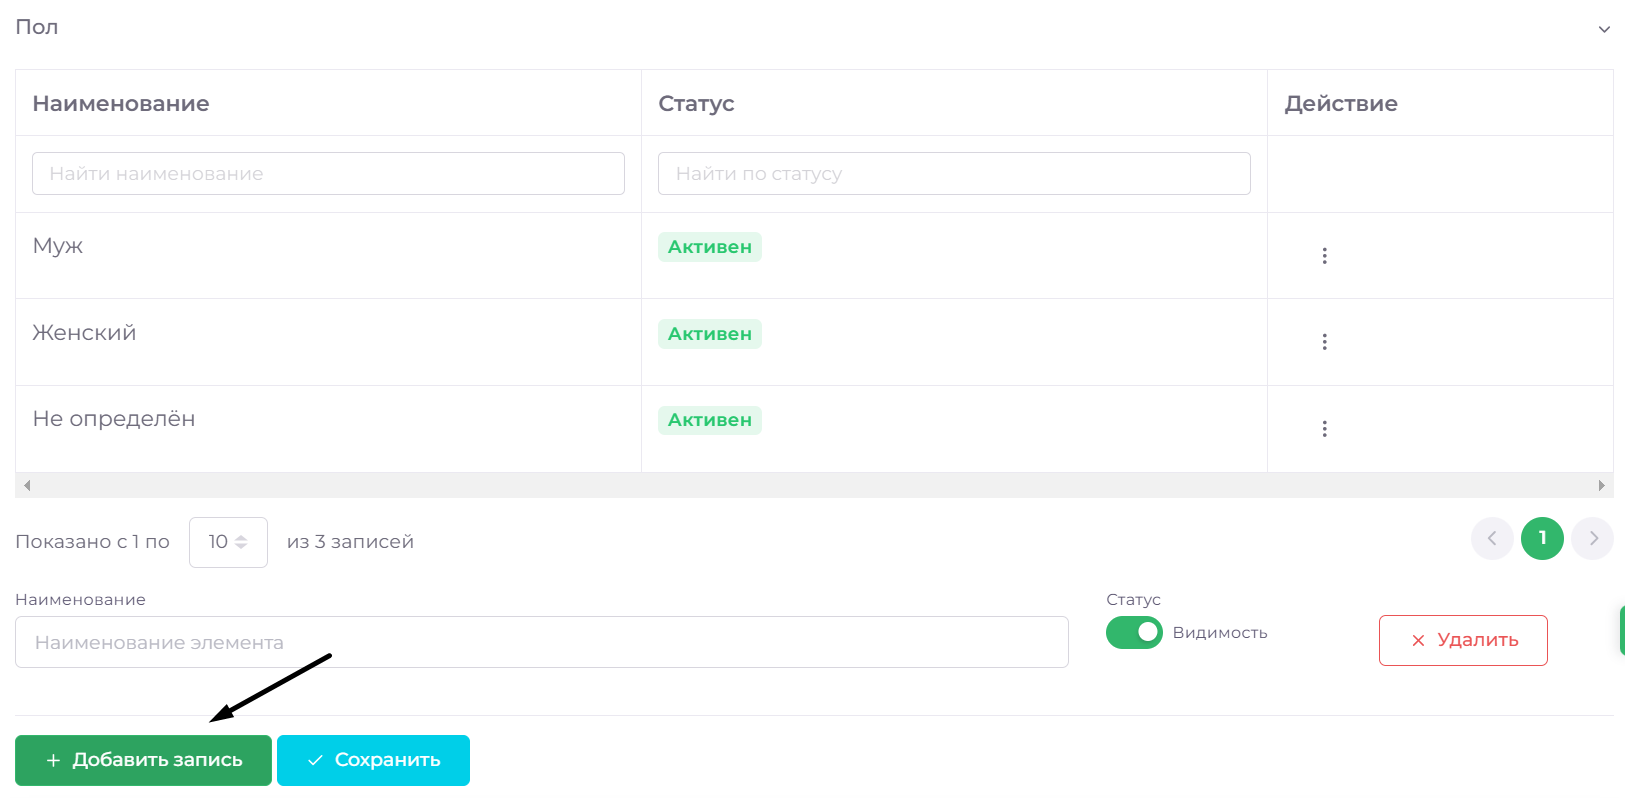 Пол
Наименование Статус Действие
Найти наименование Найти по статусу
Муж Активен
Женский Активен
Не определён Активен
Показано с 1 по 10 из 3 записей 1
Наименование Статус
Наименование элемента Видимость Удалить
Добавить запись Сохранить